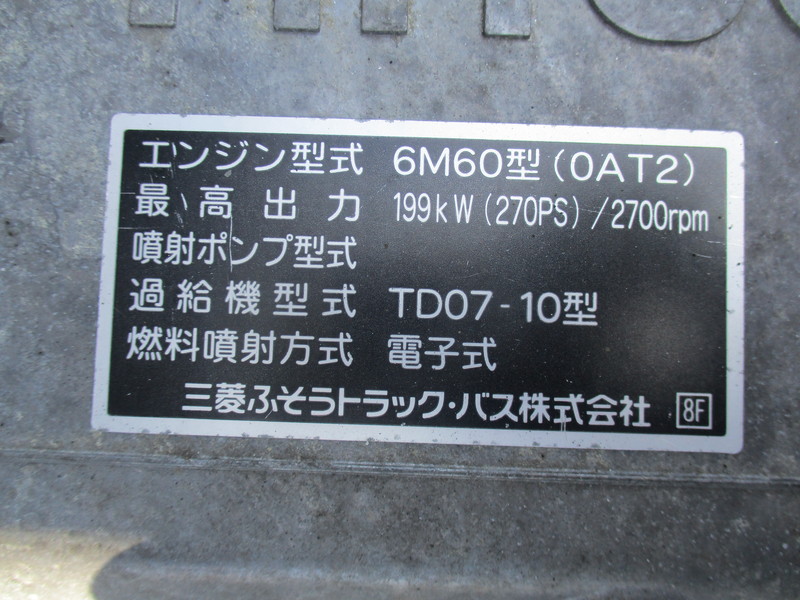 エンジン型式 6M60型(0AT2)
最高出力 199kW(270PS)/2700rpm
噴射ポンプ型式
過給機型式 TD07-10型
燃料噴射方式 電子式
三菱ふそうトラック・バス株式会社 8F